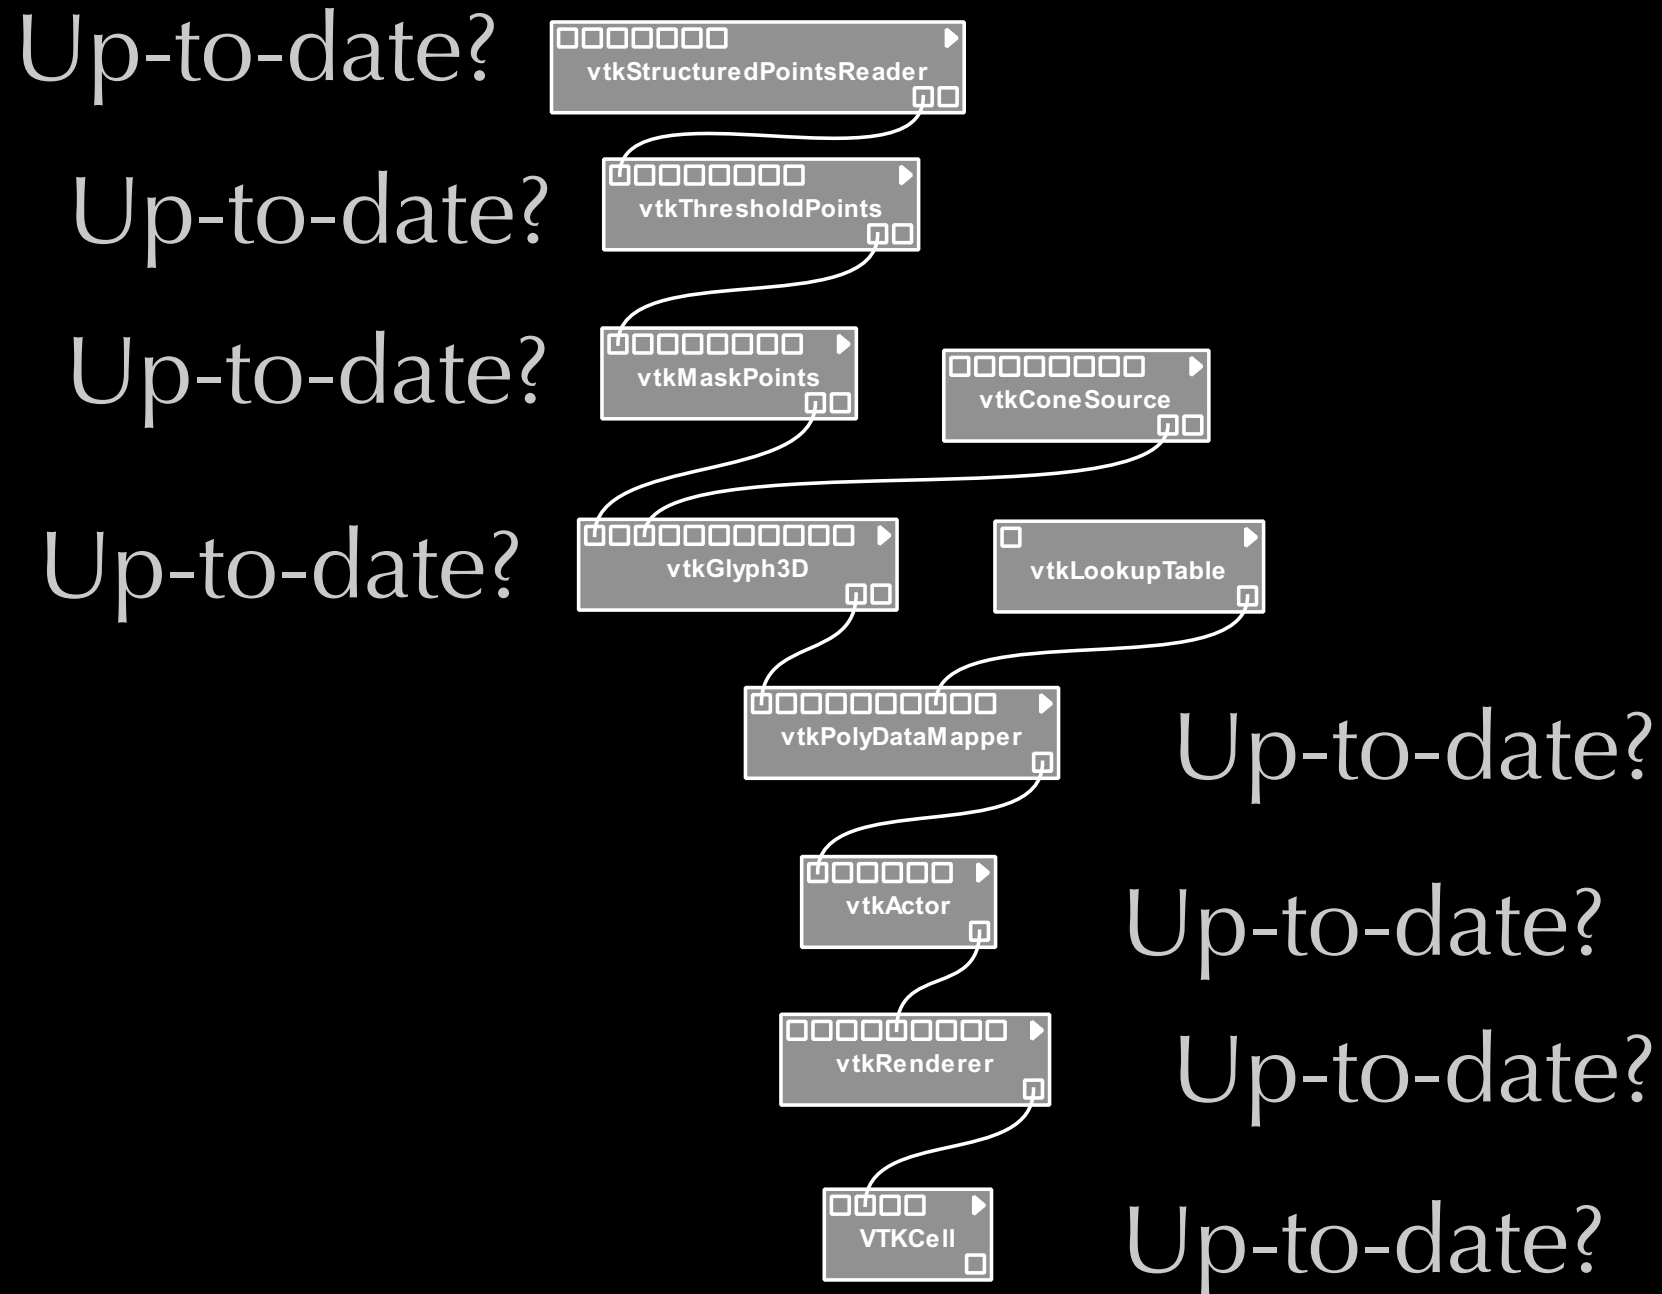 Up-to-date?
vtkStructuredPointsReader
Up-to-date?
vtkThresholdPoints
Up-to-date?
vtkMaskPoints
vtkConeSource
Up-to-date?
vtkGlyph3D
vtkLookupTable
vtkPolyDataMapper
Up-to-date?
vtkActor
Up-to-date?
vtkRenderer
Up-to-date?
VTKCell
Up-to-date?